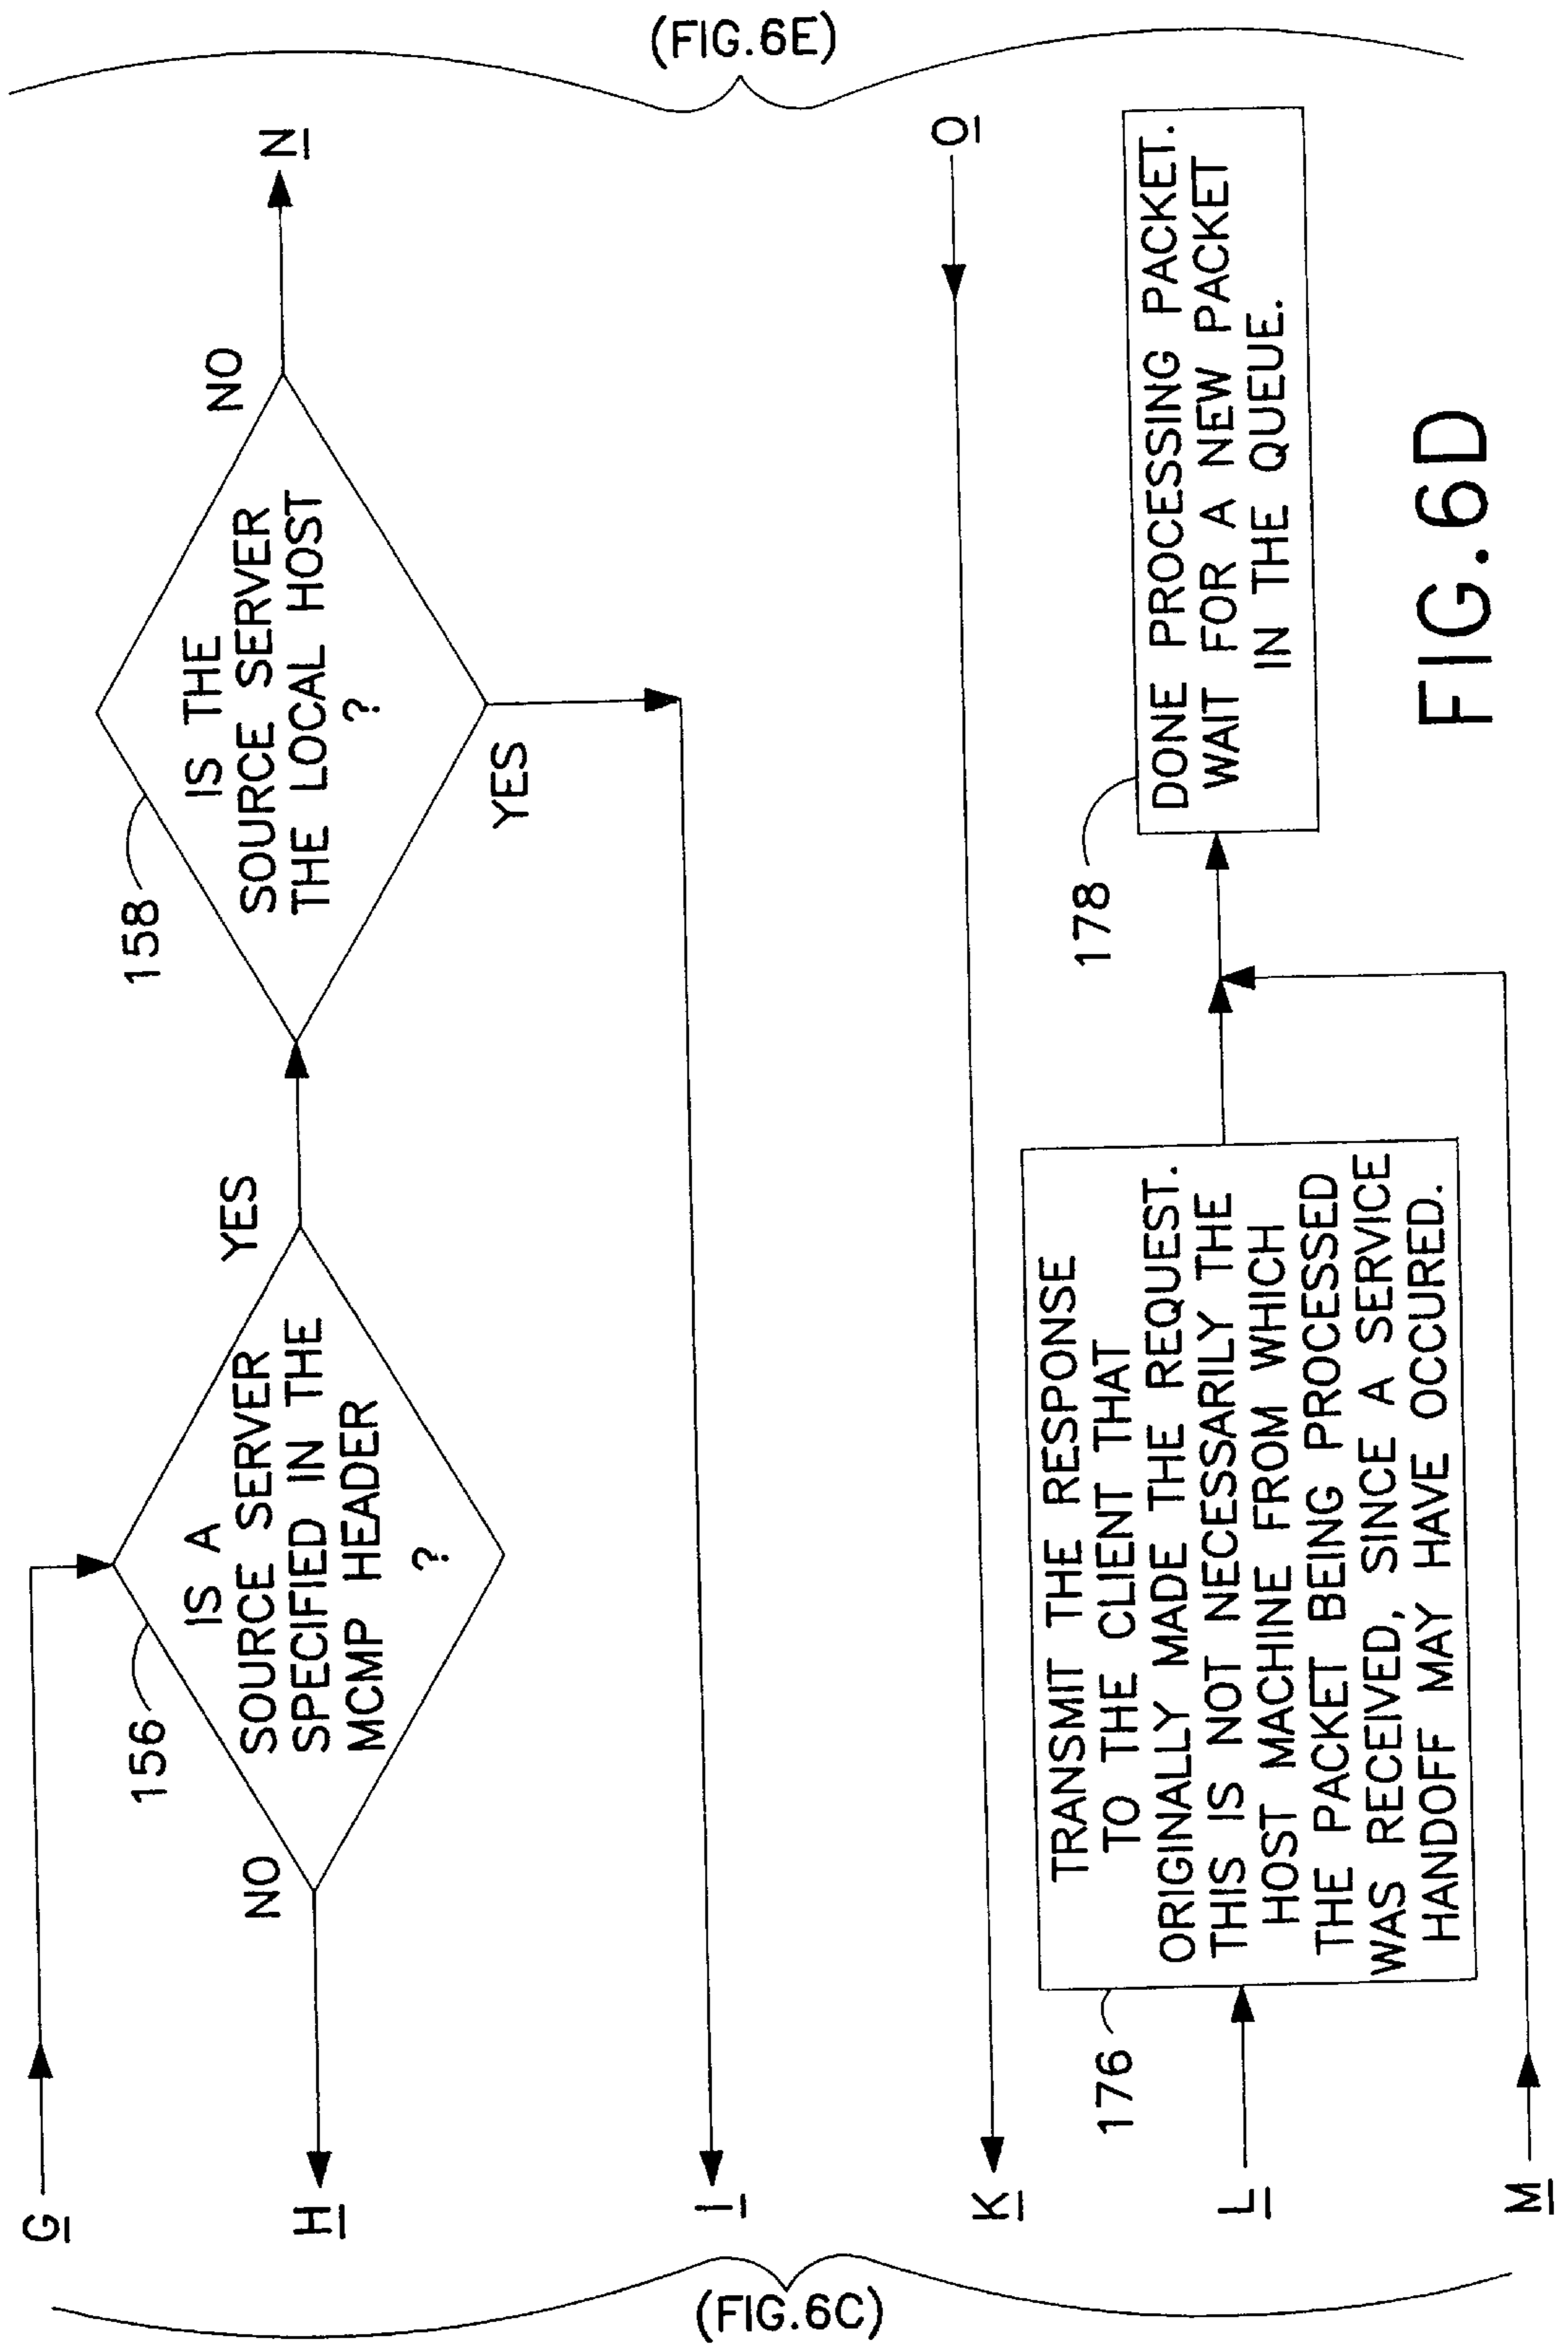 (FIG.6C)
(FIG.6E)
G
H
I
K
L
M
N
O
156
IS A
SOURCE SERVER
SPECIFIED IN THE
MCMP HEADER
?
NO
YES
158
IS THE
SOURCE SERVER
THE LOCAL HOST
?
NO
YES
176
TRANSMIT THE RESPONSE
TO THE CLIENT THAT
ORIGINALLY MADE THE REQUEST.
THIS IS NOT NECESSARILY THE
HOST MACHINE FROM WHICH
THE PACKET BEING PROCESSED
WAS RECEIVED, SINCE A SERVICE
HANDOFF MAY HAVE OCCURED.
178
DONE PROCESSING PACKET.
WAIT FOR A NEW PACKET
IN THE QUEUE.
FIG.6D